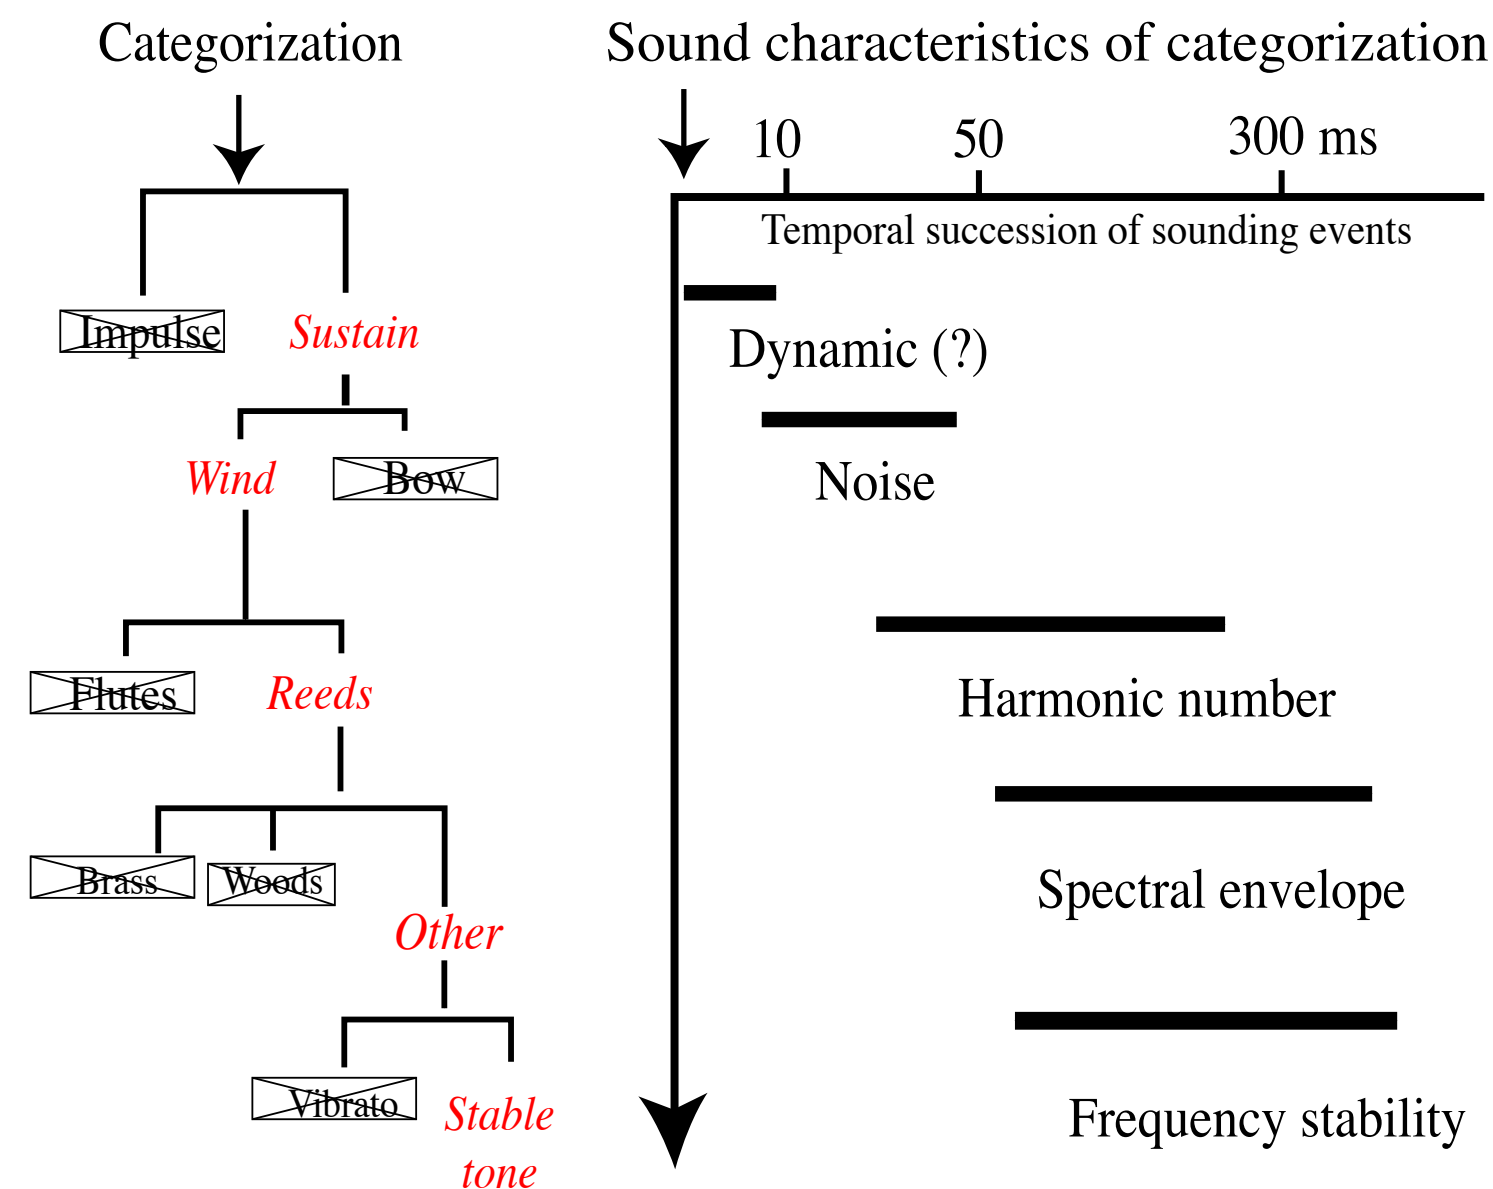 Categorization
Sound characteristics of categorization
10 50 300 ms
Temporal succession of sounding events
Impulse Sustain
Dynamic (?)
Wind Bow
Noise
Flutes Reeds
Harmonic number
Brass Woods
Spectral envelope
Other
Vibrato Stable
tone
Frequency stability